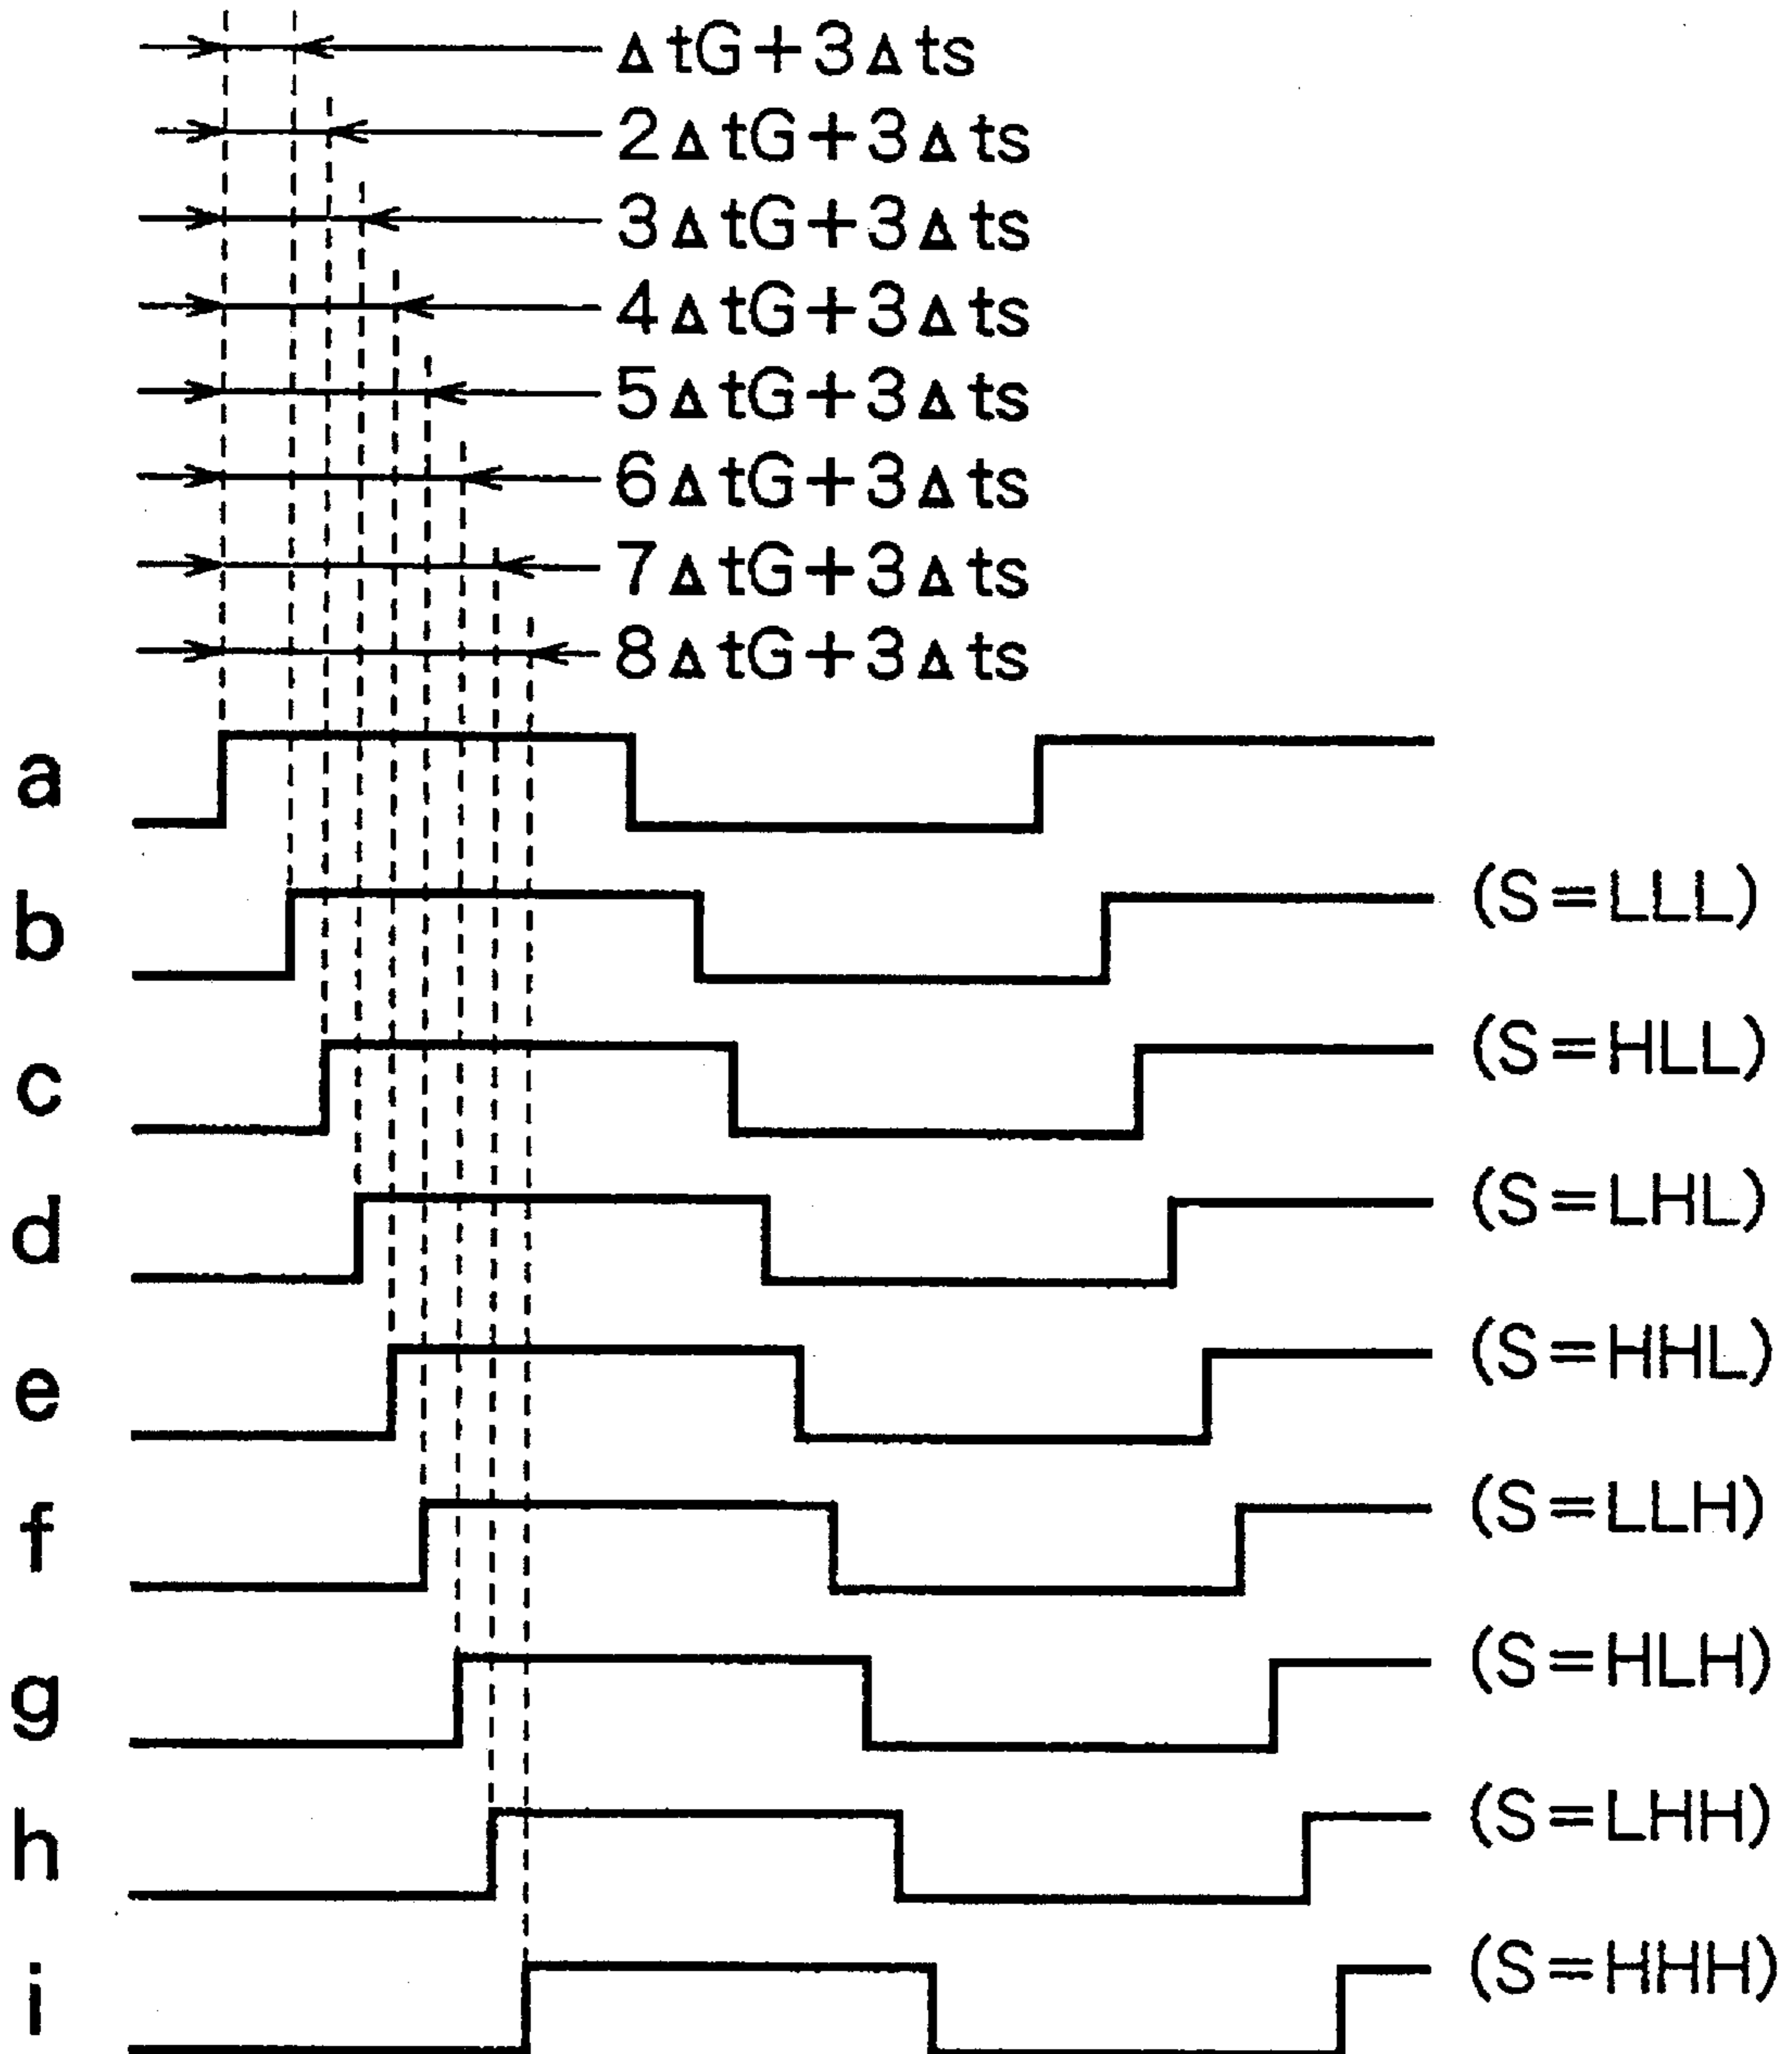 ΔtG+3Δts
2ΔtG+3Δts
3ΔtG+3Δts
4ΔtG+3Δts
5ΔtG+3Δts
6ΔtG+3Δts
7ΔtG+3Δts
8ΔtG+3Δts
a
b (S=LLL)
c (S=HLL)
d (S=LHL)
e (S=HHL)
f (S=LLH)
g (S=HLH)
h (S=LHH)
i (S=HHH)